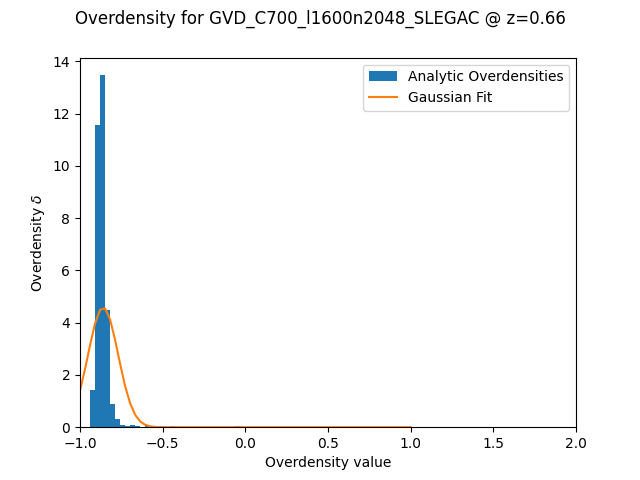 Overdensity for GVD_C700_l1600n2048_SLEGAC @ z=0.66
Analytic Overdensities
Gaussian Fit
Overdensity δ
14
12
10
8
6
4
2
0
−1.0 −0.5 0.0 0.5 1.0 1.5 2.0
Overdensity value